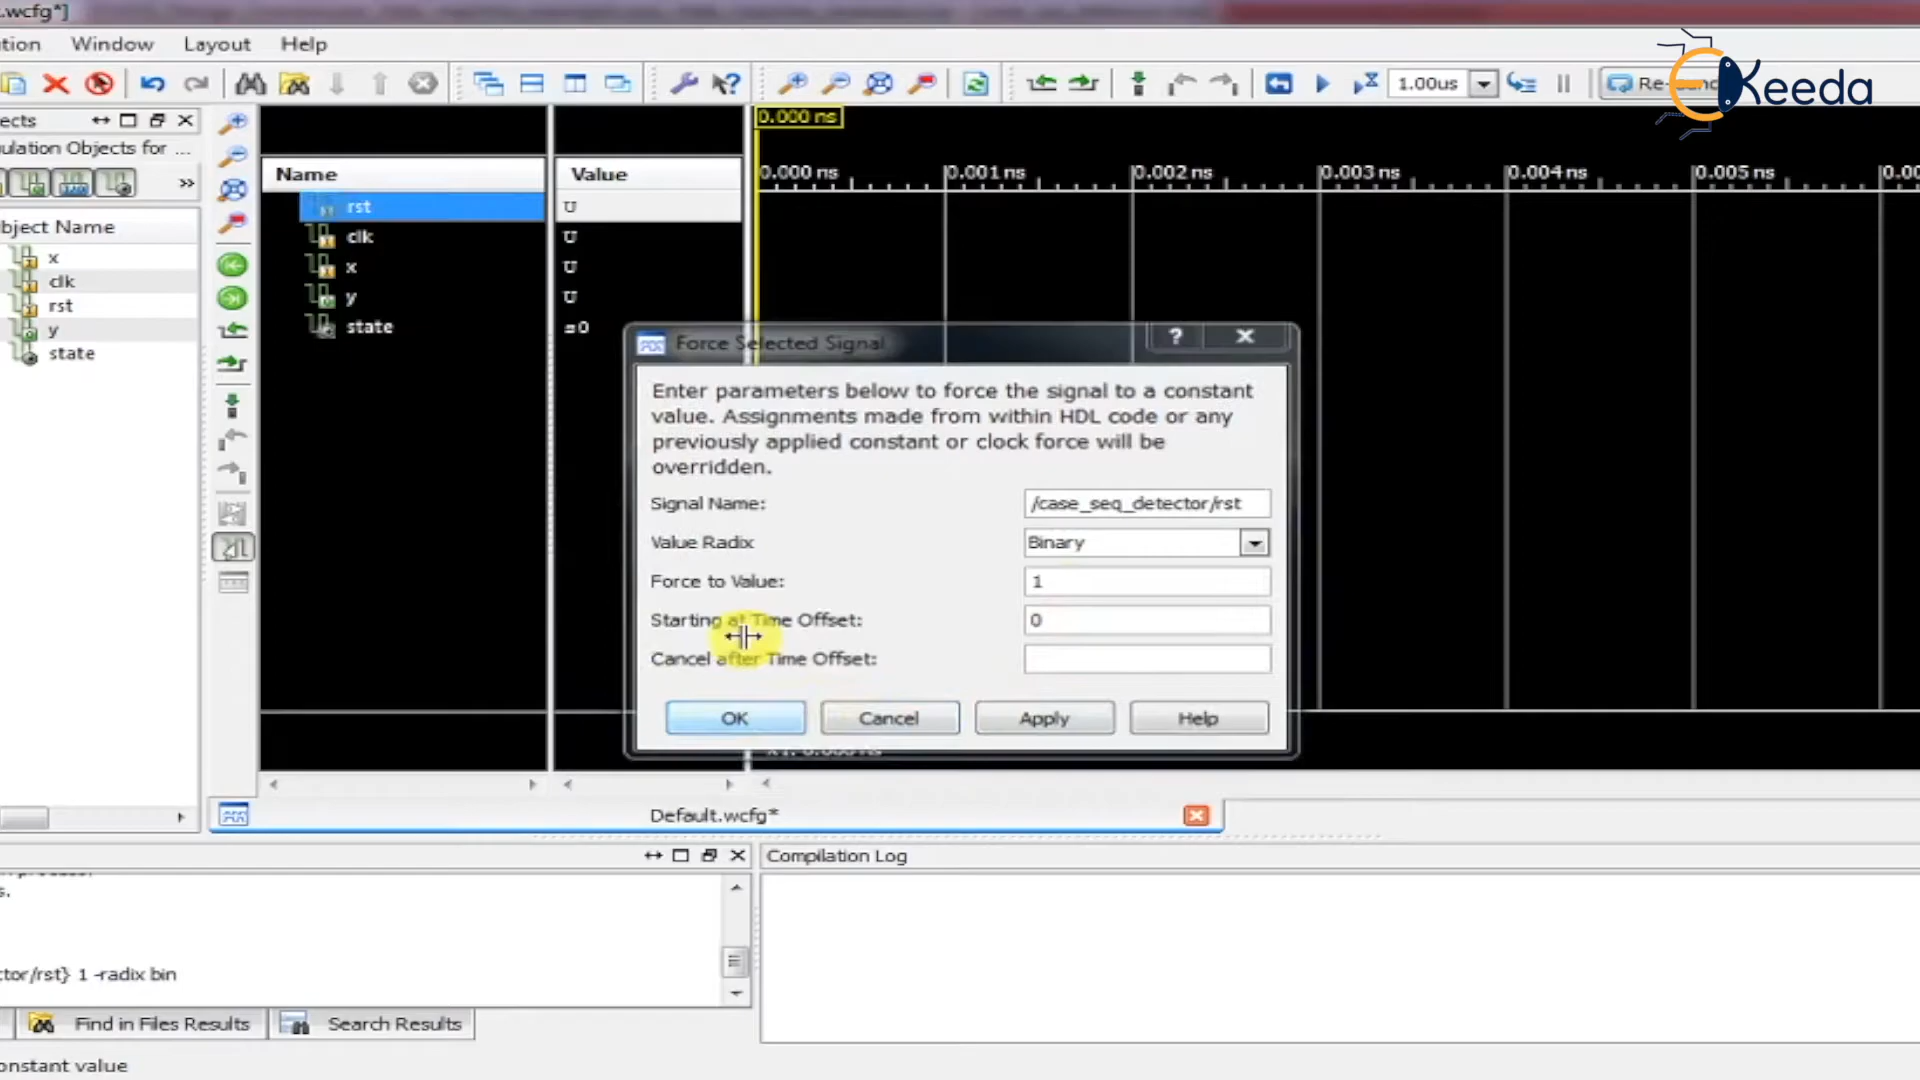 .wcfg*]
tion Window Layout Help
1.00us
Re-
Keeda
ects
ulation Objects for ...
bject Name
x
clk
rst
y
state
Name
Value
rst U
clk U
x U
y U
state
0.000 ns
0.000 ns 0.001 ns 0.002 ns 0.003 ns 0.004 ns 0.005 ns 0.00
Force Selected Signal
Enter parameters below to force the signal to a constant
value. Assignments made from within HDL code or any
previously applied constant or clock force will be
overridden.
Signal Name: /case_seq_detector/rst
Value Radix Binary
Force to Value: 1
Starting at Time Offset: 0
Cancel after Time Offset:
OK Cancel Apply Help
Default.wcfg*
Compilation Log
s.
tor/rst} 1 -radix bin
Find in Files Results Search Results
onstant value